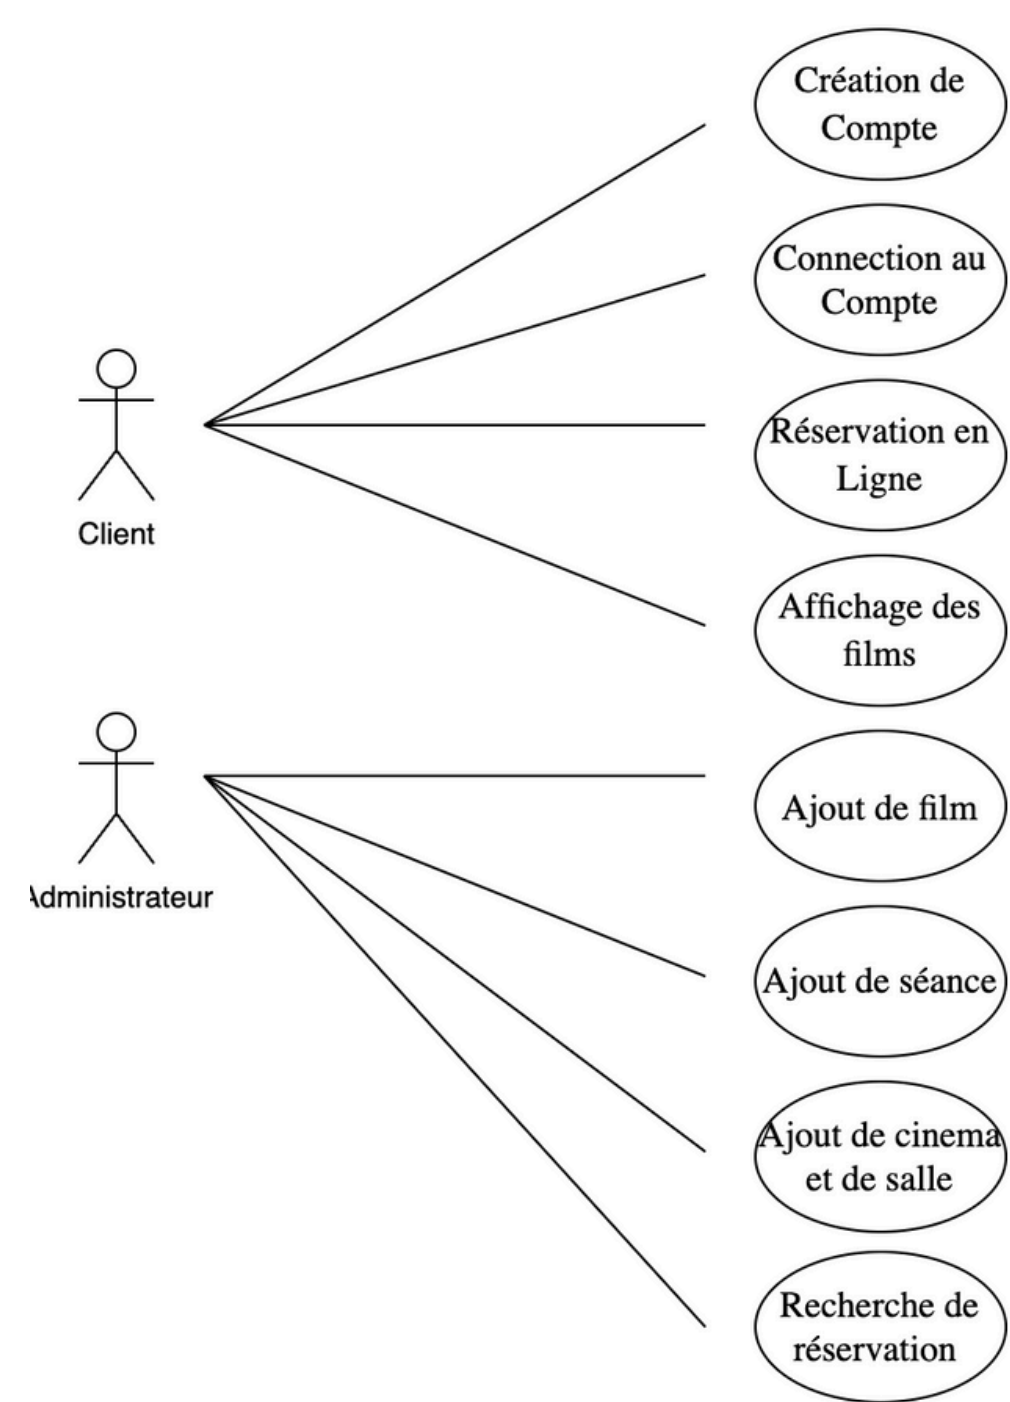 Création de
Compte
Connection au
Compte
Réservation en
Ligne
Client
Affichage des
films
Administrateur
Ajout de film
Ajout de séance
Ajout de cinema
et de salle
Recherche de
réservation